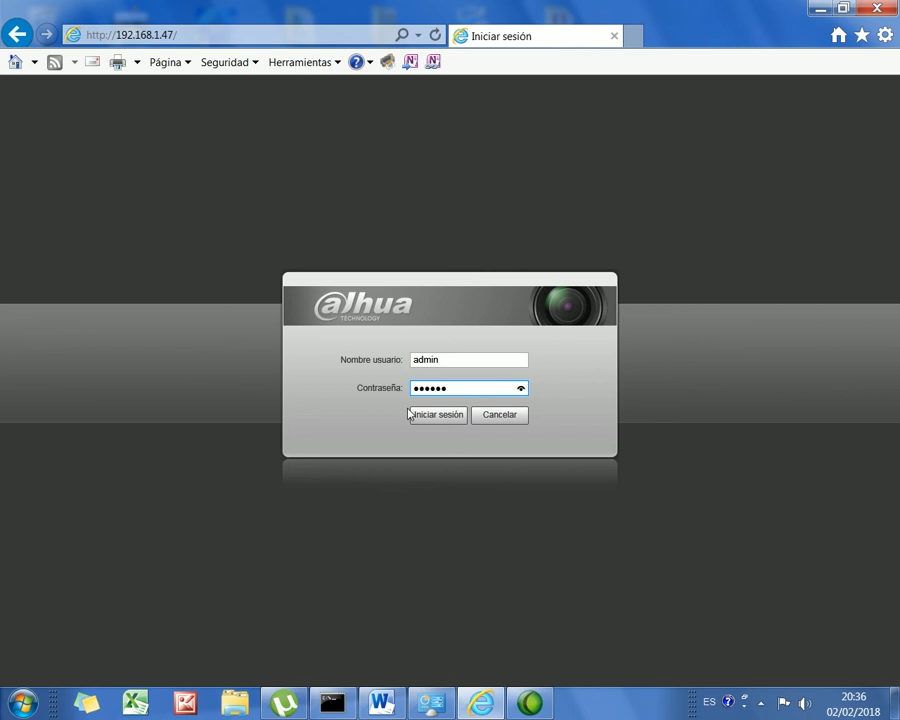 http://192.168.1.47/
Iniciar sesión
Página
Seguridad
Herramientas
alhua
TECHNOLOGY
Nombre usuario: admin
Contraseña: ●●●●●●
Iniciar sesión
Cancelar
ES
20:36
02/02/2018